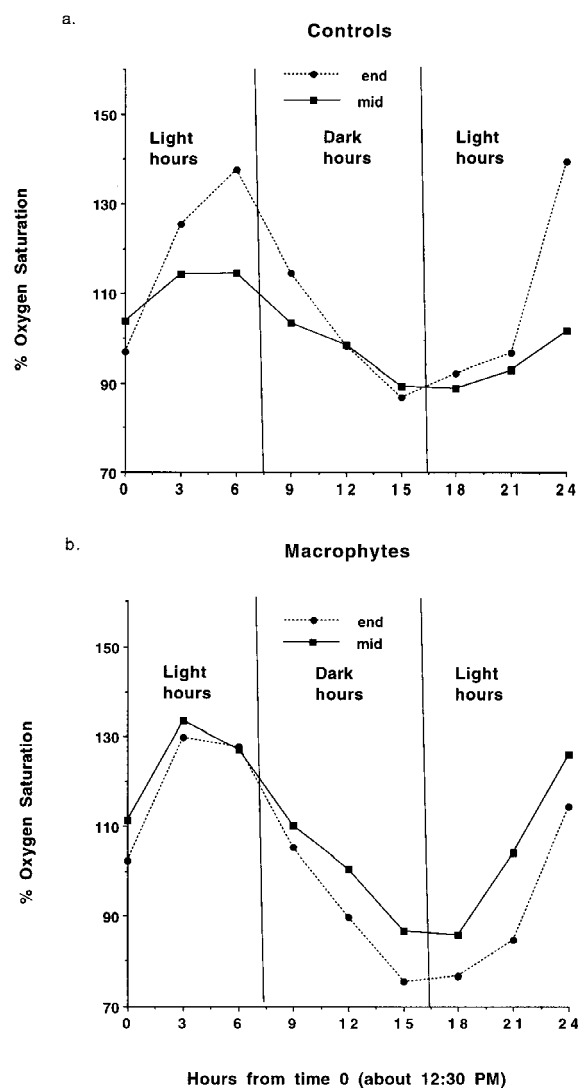 a.
Controls
end
mid
Light hours
Dark hours
Light hours
% Oxygen Saturation
150
130
110
90
70
0 3 6 9 12 15 18 21 24
b.
Macrophytes
end
mid
Light hours
Dark hours
Light hours
% Oxygen Saturation
150
130
110
90
70
0 3 6 9 12 15 18 21 24
Hours from time 0 (about 12:30 PM)